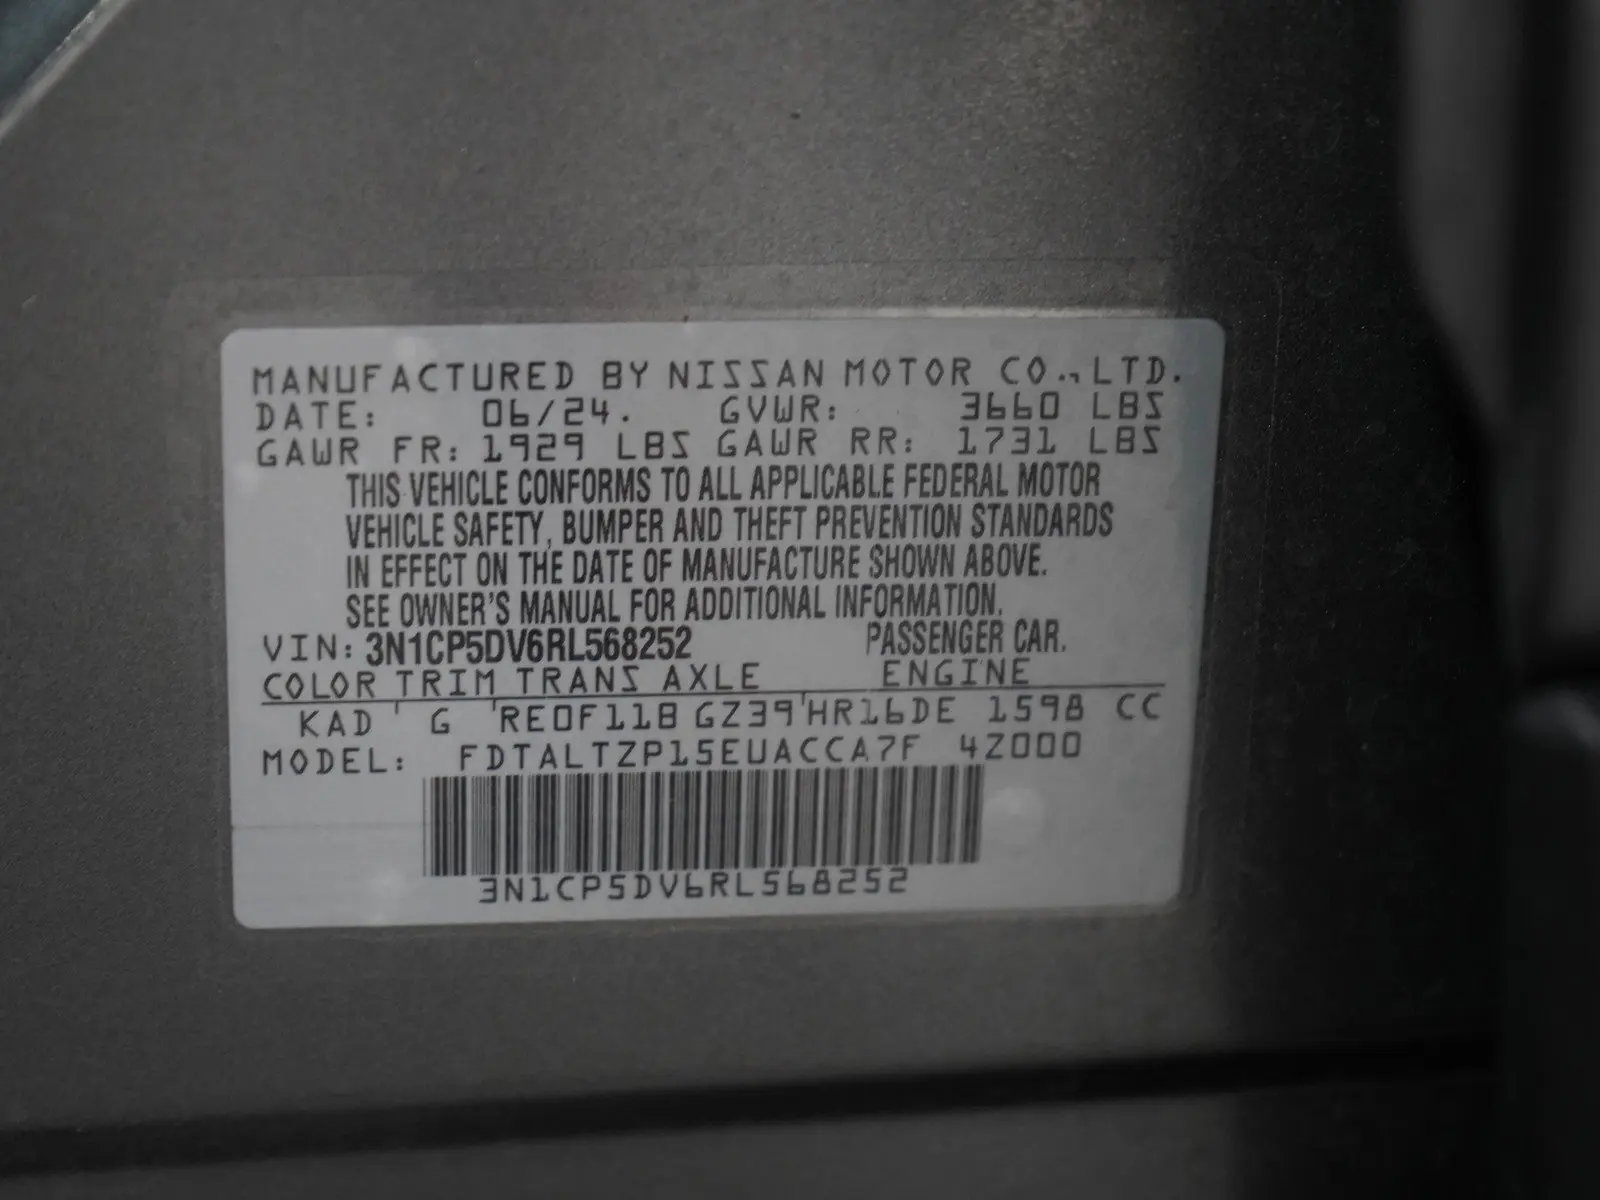 MANUFACTURED BY NISSAN MOTOR CO., LTD.
DATE: 06/24. GVWR: 3660 LBS
GAWR FR: 1929 LBS GAWR RR: 1731 LBS
THIS VEHICLE CONFORMS TO ALL APPLICABLE FEDERAL MOTOR
VEHICLE SAFETY, BUMPER AND THEFT PREVENTION STANDARDS
IN EFFECT ON THE DATE OF MANUFACTURE SHOWN ABOVE.
SEE OWNER'S MANUAL FOR ADDITIONAL INFORMATION.
VIN: 3N1CP5DV6RL568252 PASSENGER CAR.
COLOR TRIM TRANS AXLE ENGINE
KAD G RE0F11B GZ39 HR16DE 1598 CC
MODEL: FDTALTZP15EUACCA7F 4Z000
3N1CP5DV6RL568252